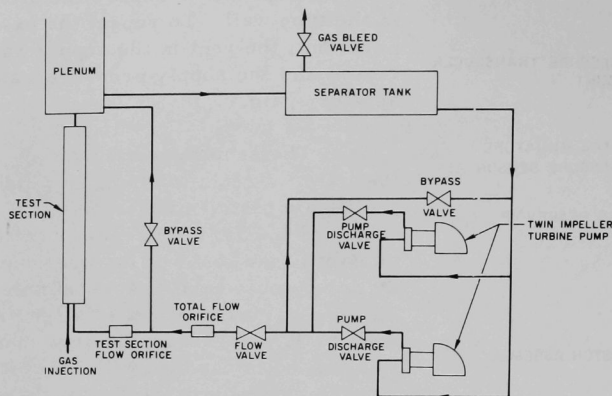 PLENUM
GAS BLEED
VALVE
SEPARATOR TANK
TEST
SECTION
BYPASS
VALVE
BYPASS
VALVE
PUMP
DISCHARGE
VALVE
TWIN IMPELLER
TURBINE PUMP
TOTAL FLOW
ORIFICE
TEST SECTION
FLOW ORIFICE
FLOW
VALVE
PUMP
DISCHARGE
VALVE
GAS
INJECTION